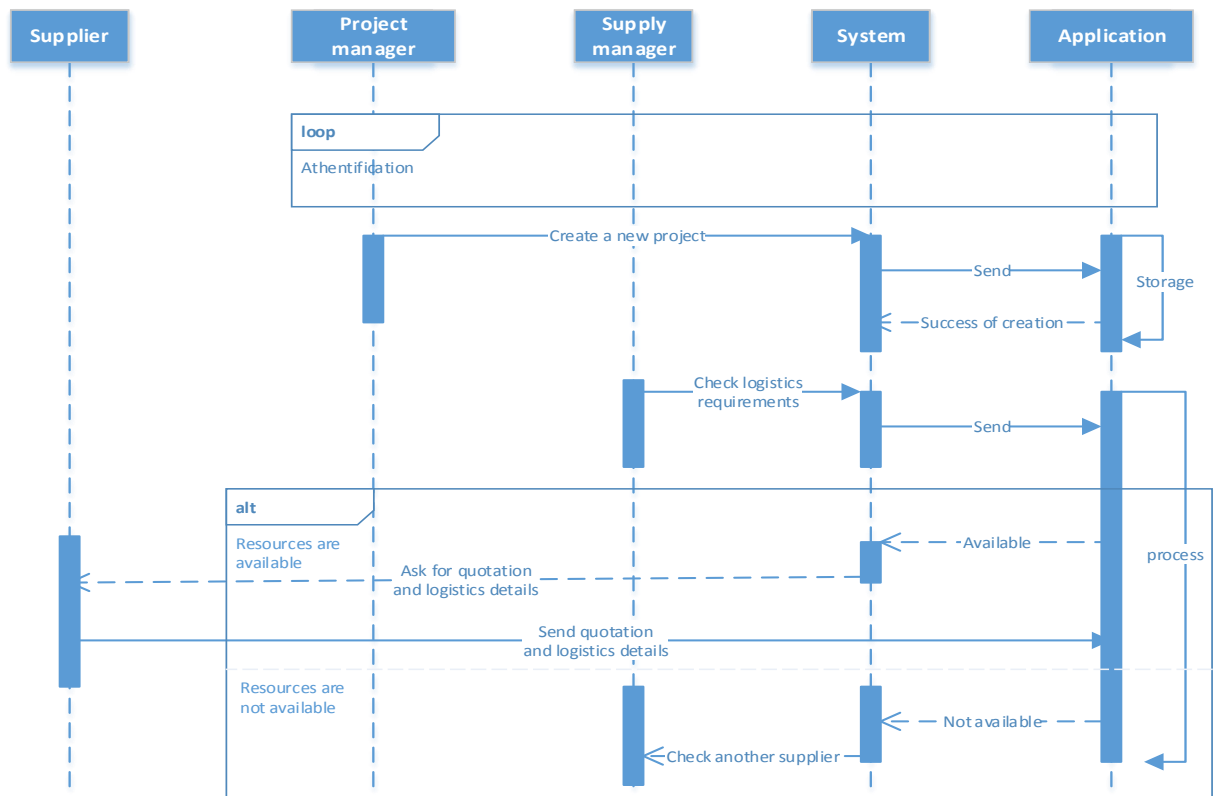 Supplier
Project
manager
Supply
manager
System
Application
loop
Athentification
Create a new project
Send
Storage
Success of creation
Check logistics
requirements
Send
alt
Resources are
available
Available
process
Ask for quotation
and logistics details
Send quotation
and logistics details
Resources are
not available
Not available
Check another supplier